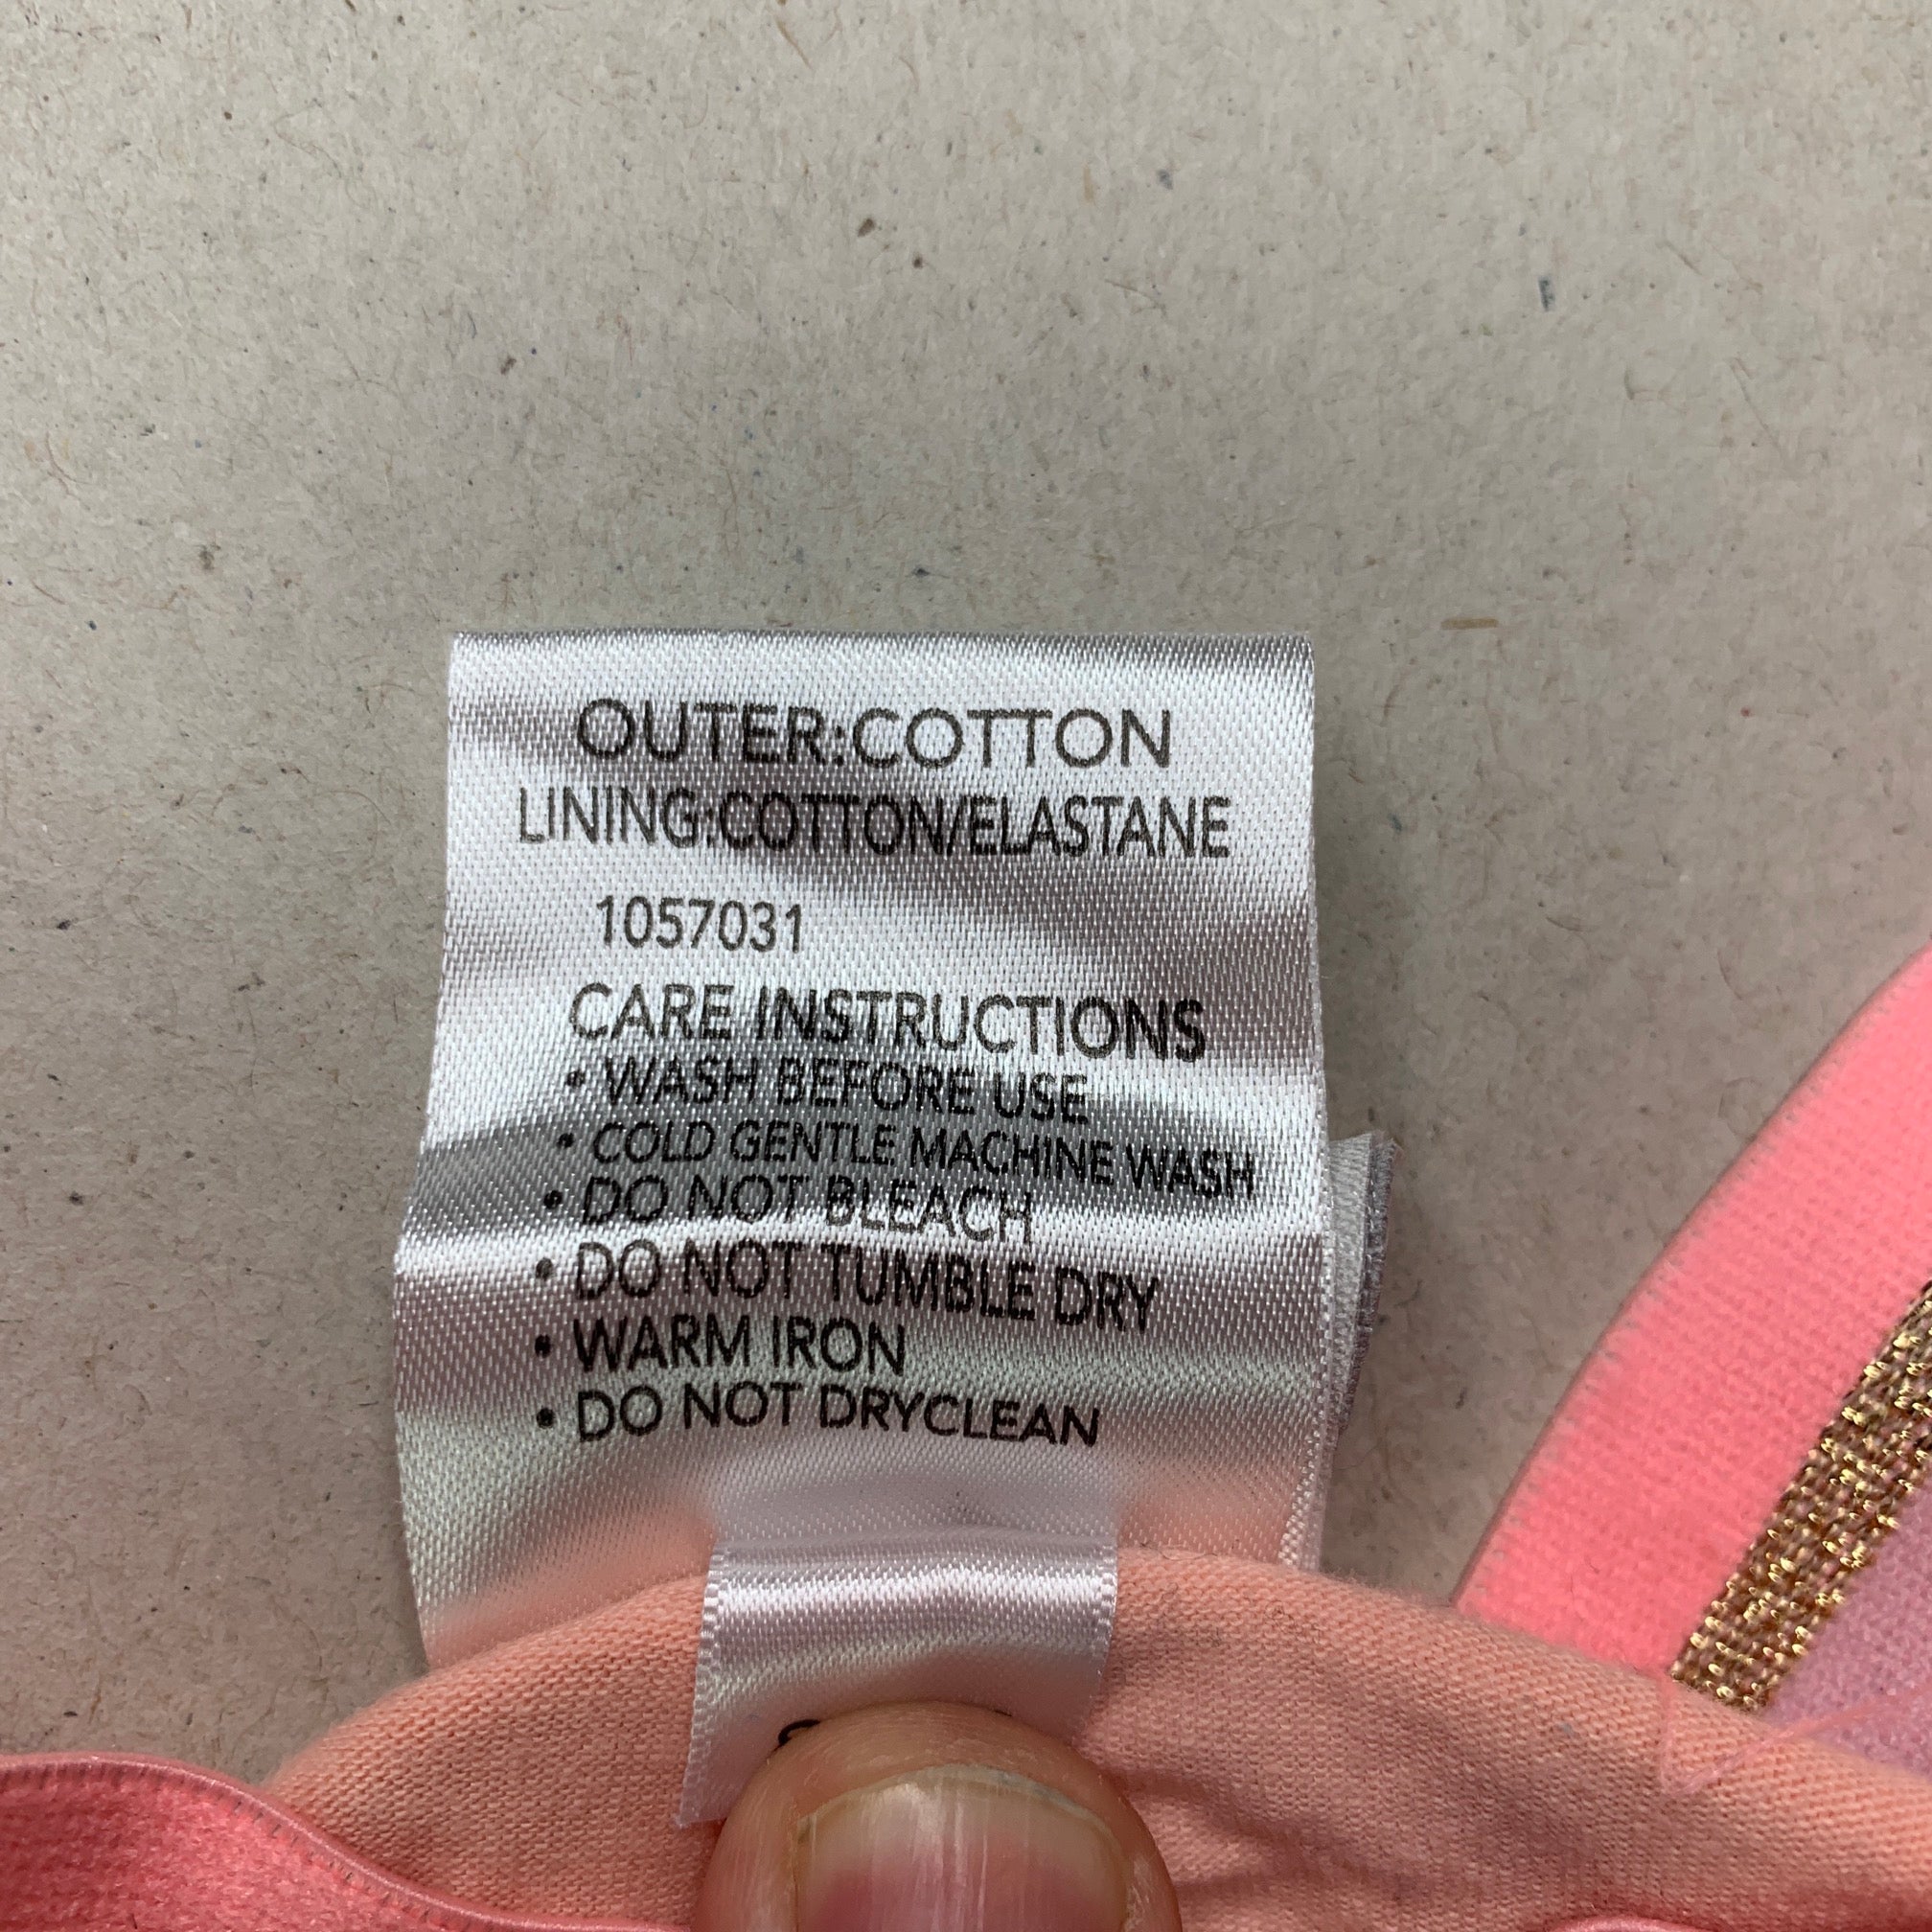 OUTER:COTTON
LINING:COTTON/ELASTANE
1057031
CARE INSTRUCTIONS
• WASH BEFORE USE
• COLD GENTLE MACHINE WASH
• DO NOT BLEACH
• DO NOT TUMBLE DRY
• WARM IRON
• DO NOT DRYCLEAN